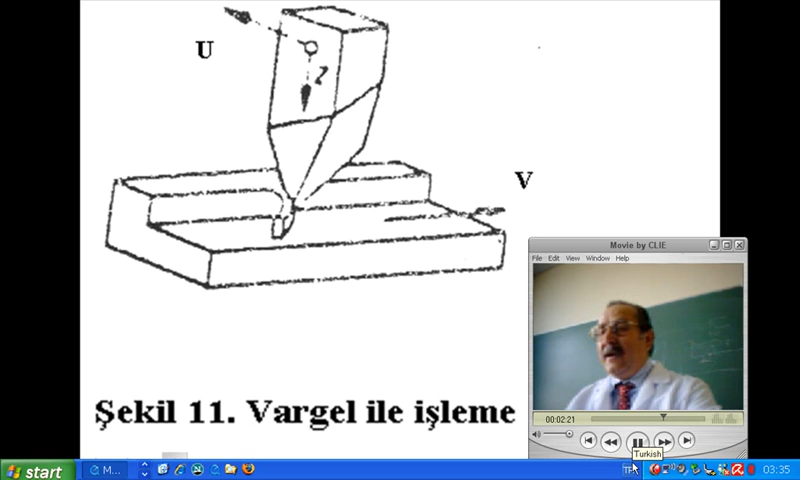 U
Z
V
Şekil 11. Vargel ile işleme
Movie by CLIE
File Edit View Window Help
00:02:21
Turkish
start
M...
TR
03:35